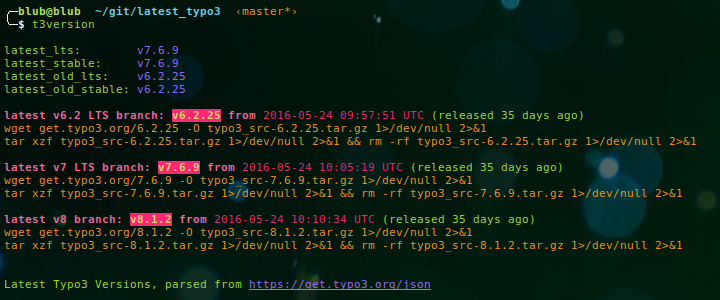 blub@blub ~/git/latest_typo3 ‹master*›
$ t3version
latest_lts: v7.6.9
latest_stable: v7.6.9
latest_old_lts: v6.2.25
latest_old_stable: v6.2.25
latest v6.2 LTS branch: v6.2.25 from 2016-05-24 09:57:51 UTC (released 35 days ago)
wget get.typo3.org/6.2.25 -O typo3_src-6.2.25.tar.gz 1>/dev/null 2>&1
tar xzf typo3_src-6.2.25.tar.gz 1>/dev/null 2>&1 && rm -rf typo3_src-6.2.25.tar.gz 1>/dev/null 2>&1
latest v7 LTS branch: v7.6.9 from 2016-05-24 10:05:19 UTC (released 35 days ago)
wget get.typo3.org/7.6.9 -O typo3_src-7.6.9.tar.gz 1>/dev/null 2>&1
tar xzf typo3_src-7.6.9.tar.gz 1>/dev/null 2>&1 && rm -rf typo3_src-7.6.9.tar.gz 1>/dev/null 2>&1
latest v8 branch: v8.1.2 from 2016-05-24 10:10:34 UTC (released 35 days ago)
wget get.typo3.org/8.1.2 -O typo3_src-8.1.2.tar.gz 1>/dev/null 2>&1
tar xzf typo3_src-8.1.2.tar.gz 1>/dev/null 2>&1 && rm -rf typo3_src-8.1.2.tar.gz 1>/dev/null 2>&1
Latest Typo3 Versions, parsed from https://get.typo3.org/json